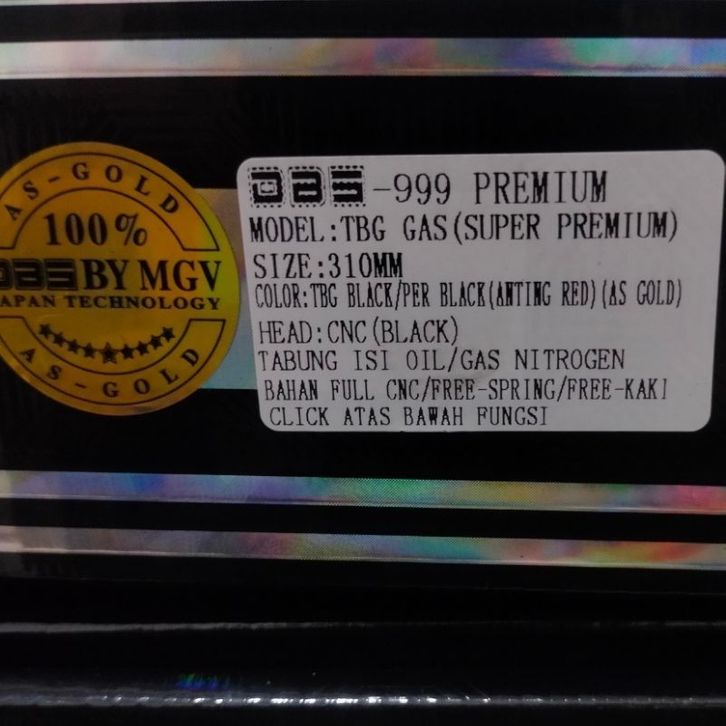 AS-GOLD
100%
DBS BY MGV
JAPAN TECHNOLOGY
AS-GOLD
DBS-999 PREMIUM
MODEL:TBG GAS(SUPER PREMIUM)
SIZE:310MM
COLOR:TBG BLACK/PER BLACK(ANTING RED)(AS GOLD)
HEAD:CNC(BLACK)
TABUNG ISI OIL/GAS NITROGEN
BAHAN FULL CNC/FREE-SPRING/FREE-KAKI
CLICK ATAS BAWAH FUNGSI